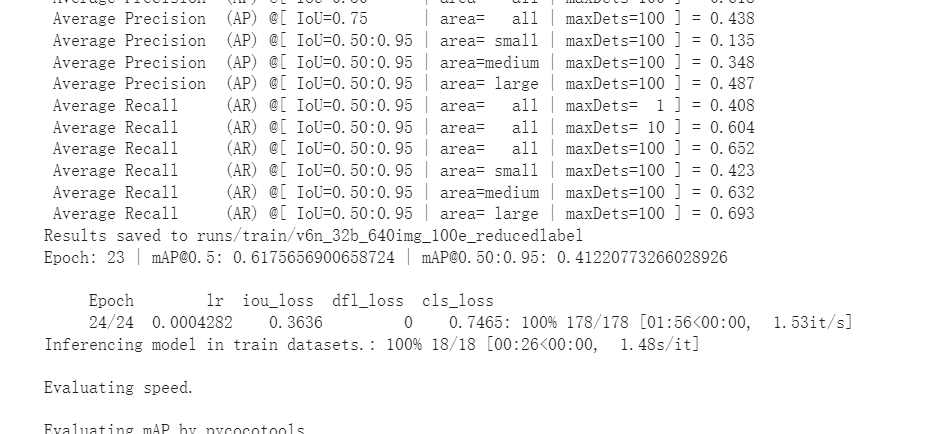 Average Precision (AP) @[ IoU=0.75 | area= all | maxDets=100 ] = 0.438
Average Precision (AP) @[ IoU=0.50:0.95 | area= small | maxDets=100 ] = 0.135
Average Precision (AP) @[ IoU=0.50:0.95 | area=medium | maxDets=100 ] = 0.348
Average Precision (AP) @[ IoU=0.50:0.95 | area= large | maxDets=100 ] = 0.487
Average Recall (AR) @[ IoU=0.50:0.95 | area= all | maxDets= 1 ] = 0.408
Average Recall (AR) @[ IoU=0.50:0.95 | area= all | maxDets= 10 ] = 0.604
Average Recall (AR) @[ IoU=0.50:0.95 | area= all | maxDets=100 ] = 0.652
Average Recall (AR) @[ IoU=0.50:0.95 | area= small | maxDets=100 ] = 0.423
Average Recall (AR) @[ IoU=0.50:0.95 | area=medium | maxDets=100 ] = 0.632
Average Recall (AR) @[ IoU=0.50:0.95 | area= large | maxDets=100 ] = 0.693
Results saved to runs/train/v6n_32b_640img_100e_reducedlabel
Epoch: 23 | mAP@0.5: 0.6175656900658724 | mAP@0.50:0.95: 0.41220773266028926
Epoch lr iou_loss dfl_loss cls_loss
24/24 0.0004282 0.3636 0 0.7465: 100% 178/178 [01:56<00:00, 1.53it/s]
Inferencing model in train datasets.: 100% 18/18 [00:26<00:00, 1.48s/it]
Evaluating speed.
Evaluating mAP by pycocotools